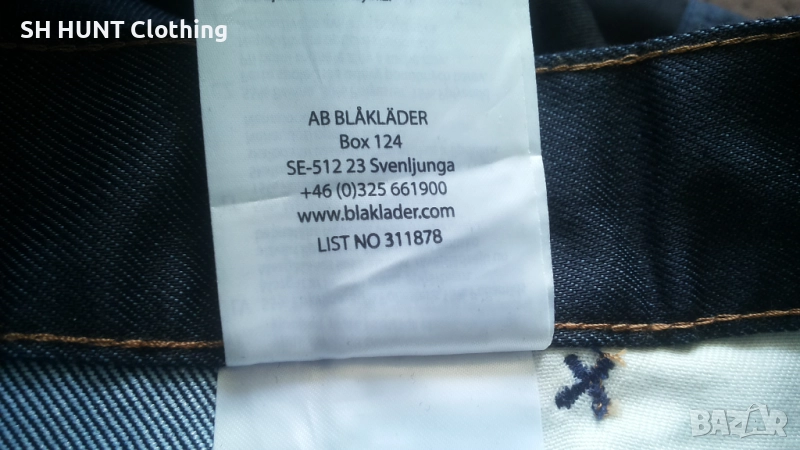 SH HUNT Clothing
AB BLÅKLÄDER
Box 124
SE-512 23 Svenljunga
+46 (0)325 661900
www.blaklader.com
LIST NO 311878
BAZAR